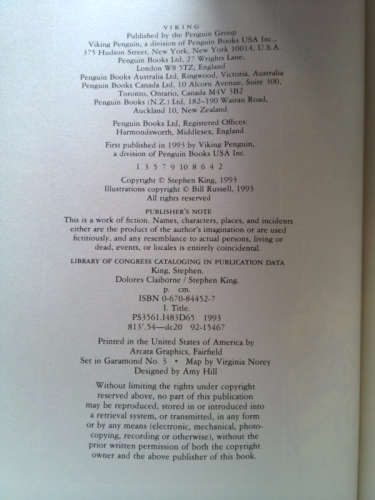 VIKING
Published by the Penguin Group
Viking Penguin, a division of Penguin Books USA Inc.,
375 Hudson Street, New York, New York 10014, U.S.A.
Penguin Books Ltd, 27 Wrights Lane,
London W8 5TZ, England
Penguin Books Australia Ltd, Ringwood, Victoria, Australia
Penguin Books Canada Ltd, 10 Alcorn Avenue, Suite 300,
Toronto, Ontario, Canada M4V 3B2
Penguin Books (N.Z.) Ltd, 182–190 Wairau Road,
Auckland 10, New Zealand
Penguin Books Ltd, Registered Offices:
Harmondsworth, Middlesex, England
First published in 1993 by Viking Penguin,
a division of Penguin Books USA Inc.
1 3 5 7 9 10 8 6 4 2
Copyright © Stephen King, 1993
Illustrations copyright © Bill Russell, 1993
All rights reserved
PUBLISHER'S NOTE
This is a work of fiction. Names, characters, places, and incidents
either are the product of the author's imagination or are used
fictitiously, and any resemblance to actual persons, living or
dead, events, or locales is entirely coincidental.
LIBRARY OF CONGRESS CATALOGING IN PUBLICATION DATA
King, Stephen.
Dolores Claiborne / Stephen King.
p. cm.
ISBN 0-670-84452-7
I. Title.
PS3561.I483D65 1993
813'.54—dc20 92-15467
Printed in the United States of America by
Arcata Graphics, Fairfield
Set in Garamond No. 3 • Map by Virginia Norey
Designed by Amy Hill
Without limiting the rights under copyright
reserved above, no part of this publication
may be reproduced, stored in or introduced into
a retrieval system, or transmitted, in any form
or by any means (electronic, mechanical, photo-
copying, recording or otherwise), without the
prior written permission of both the copyright
owner and the above publisher of this book.